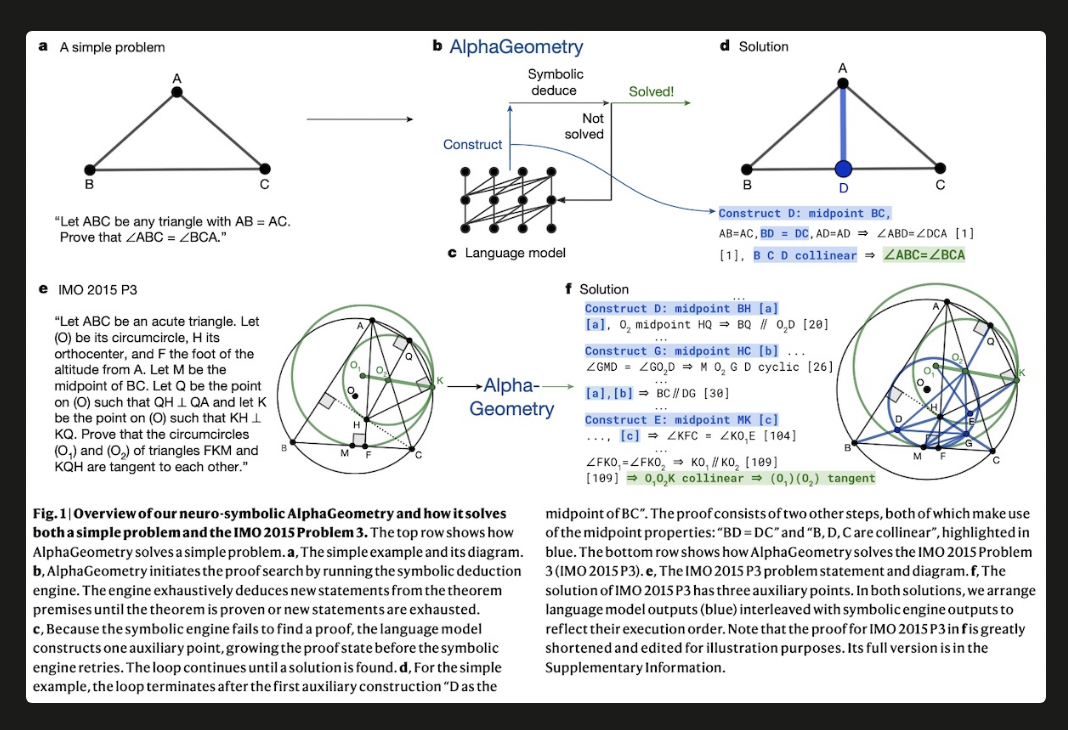 a A simple problem
A
B
C
"Let ABC be any triangle with AB = AC.
Prove that ∠ABC = ∠BCA."
b AlphaGeometry
Symbolic
deduce
Solved!
Not
solved
Construct
c Language model
d Solution
A
B
D
C
Construct D: midpoint BC,
AB=AC, BD = DC, AD=AD ⇒ ∠ABD=∠DCA [1]
[1], B C D collinear ⇒ ∠ABC=∠BCA
e IMO 2015 P3
"Let ABC be an acute triangle. Let
(O) be its circumcircle, H its
orthocenter, and F the foot of the
altitude from A. Let M be the
midpoint of BC. Let Q be the point
on (O) such that QH ⊥ QA and let K
be the point on (O) such that KH ⊥
KQ. Prove that the circumcircles
(O₁) and (O₂) of triangles FKM and
KQH are tangent to each other."
A
Q
O₁
O₂
K
O
H
B
M
F
C
Alpha-
Geometry
f Solution
...
Construct D: midpoint BH [a]
[a], O₂ midpoint HQ ⇒ BQ // O₂D [20]
...
Construct G: midpoint HC [b] ...
∠GMD = ∠GO₂D ⇒ M O₂ G D cyclic [26]
...
[a],[b] ⇒ BC//DG [30]
...
Construct E: midpoint MK [c]
..., [c] ⇒ ∠KFC = ∠KO₁E [104]
...
∠FKO₁=∠FKO₂ ⇒ KO₁//KO₂ [109]
[109] ⇒ O₁O₂K collinear ⇒ (O₁)(O₂) tangent
A
Q
O₂
O₁
K
O
H
D
E
G
B
M
F
C
Fig. 1 | Overview of our neuro-symbolic AlphaGeometry and how it solves
both a simple problem and the IMO 2015 Problem 3. The top row shows how
AlphaGeometry solves a simple problem. a, The simple example and its diagram.
b, AlphaGeometry initiates the proof search by running the symbolic deduction
engine. The engine exhaustively deduces new statements from the theorem
premises until the theorem is proven or new statements are exhausted.
c, Because the symbolic engine fails to find a proof, the language model
constructs one auxiliary point, growing the proof state before the symbolic
engine retries. The loop continues until a solution is found. d, For the simple
example, the loop terminates after the first auxiliary construction "D as the
midpoint of BC". The proof consists of two other steps, both of which make use
of the midpoint properties: "BD = DC" and "B, D, C are collinear", highlighted in
blue. The bottom row shows how AlphaGeometry solves the IMO 2015 Problem
3 (IMO 2015 P3). e, The IMO 2015 P3 problem statement and diagram. f, The
solution of IMO 2015 P3 has three auxiliary points. In both solutions, we arrange
language model outputs (blue) interleaved with symbolic engine outputs to
reflect their execution order. Note that the proof for IMO 2015 P3 in f is greatly
shortened and edited for illustration purposes. Its full version is in the
Supplementary Information.